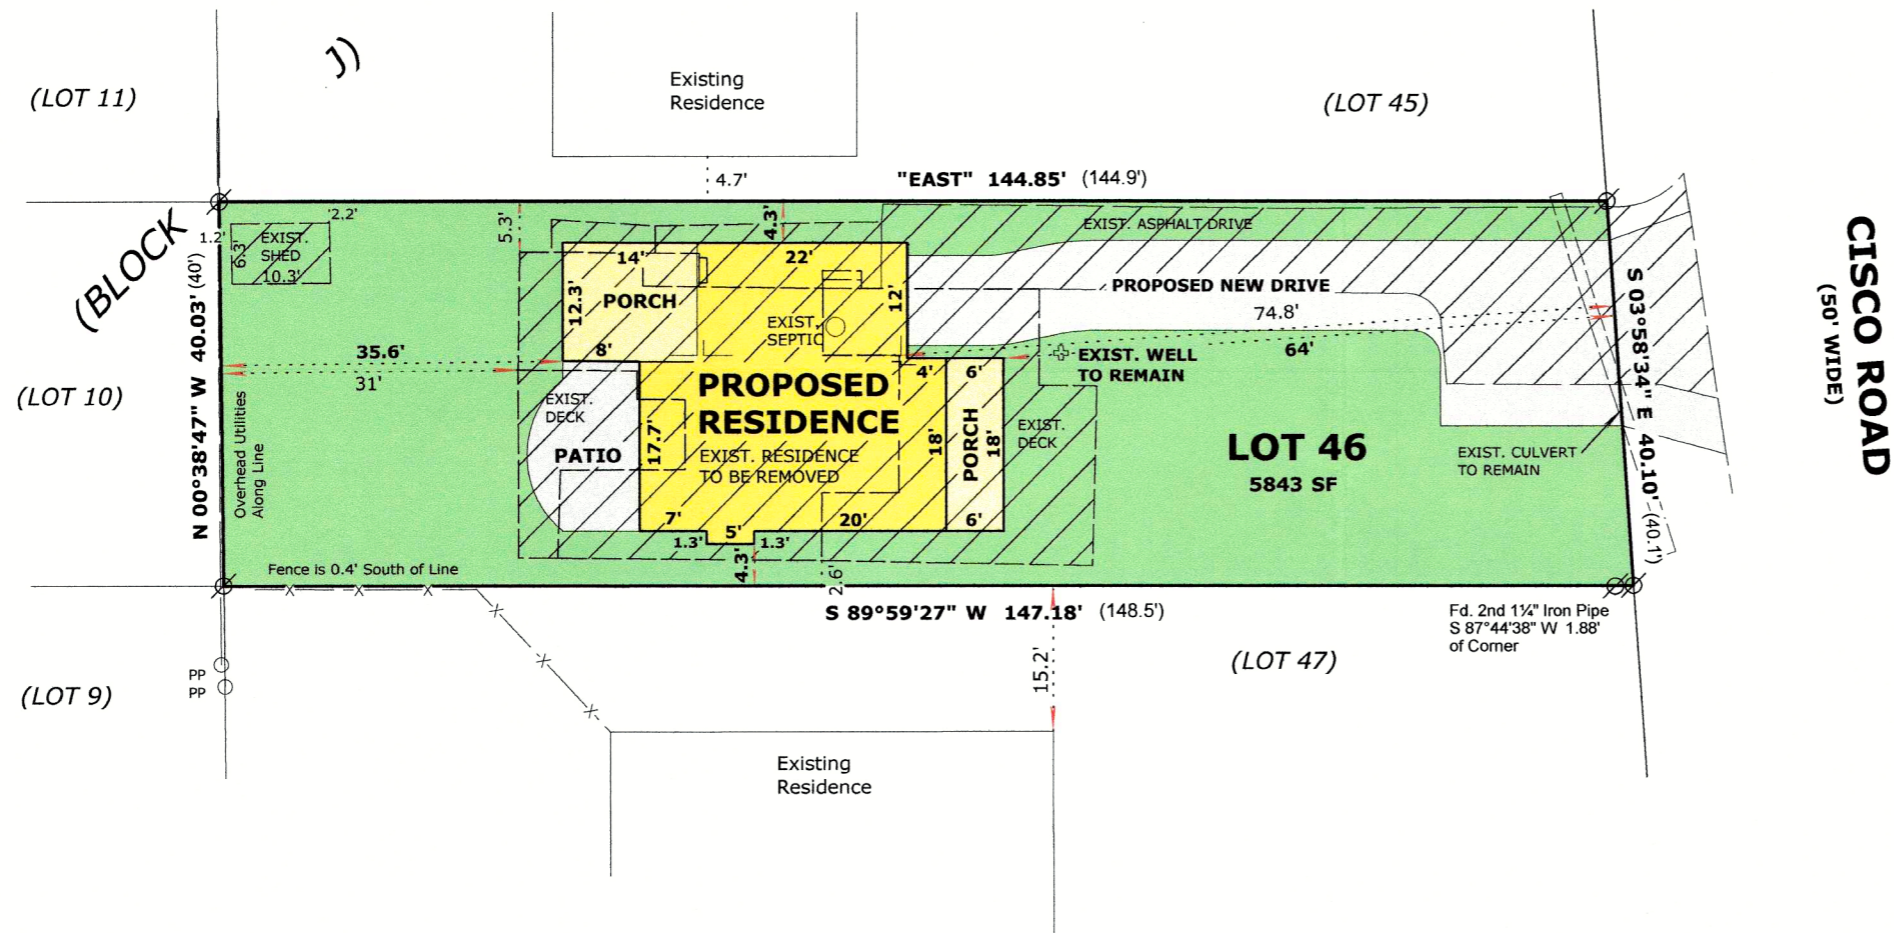 (LOT 11)
(BLOCK
J)
Existing
Residence
(LOT 45)
4.7'
"EAST" 144.85' (144.9')
CISCO ROAD
(50' WIDE)
1.2'
2.2'
EXIST.
SHED
6.3'
10.3'
5.3'
4.3'
EXIST. ASPHALT DRIVE
14'
22'
12.3'
PORCH
12'
PROPOSED NEW DRIVE
74.8'
EXIST.
SEPTIC
N 00°38'47" W 40.03' (40')
S 03°58'34" E 40.10' (40.1')
35.6'
31'
8'
64'
EXIST. WELL
TO REMAIN
4'
6'
(LOT 10)
Overhead Utilities
Along Line
EXIST.
DECK
PROPOSED
RESIDENCE
PATIO
17.7'
EXIST. RESIDENCE
TO BE REMOVED
18'
PORCH
18'
EXIST.
DECK
LOT 46
5843 SF
EXIST. CULVERT
TO REMAIN
7'
5'
20'
6'
1.3'
1.3'
4.3'
2.6'
Fence is 0.4' South of Line
S 89°59'27" W 147.18' (148.5')
Fd. 2nd 1¼" Iron Pipe
S 87°44'38" W 1.88'
of Corner
15.2'
(LOT 47)
PP
PP
(LOT 9)
Existing
Residence